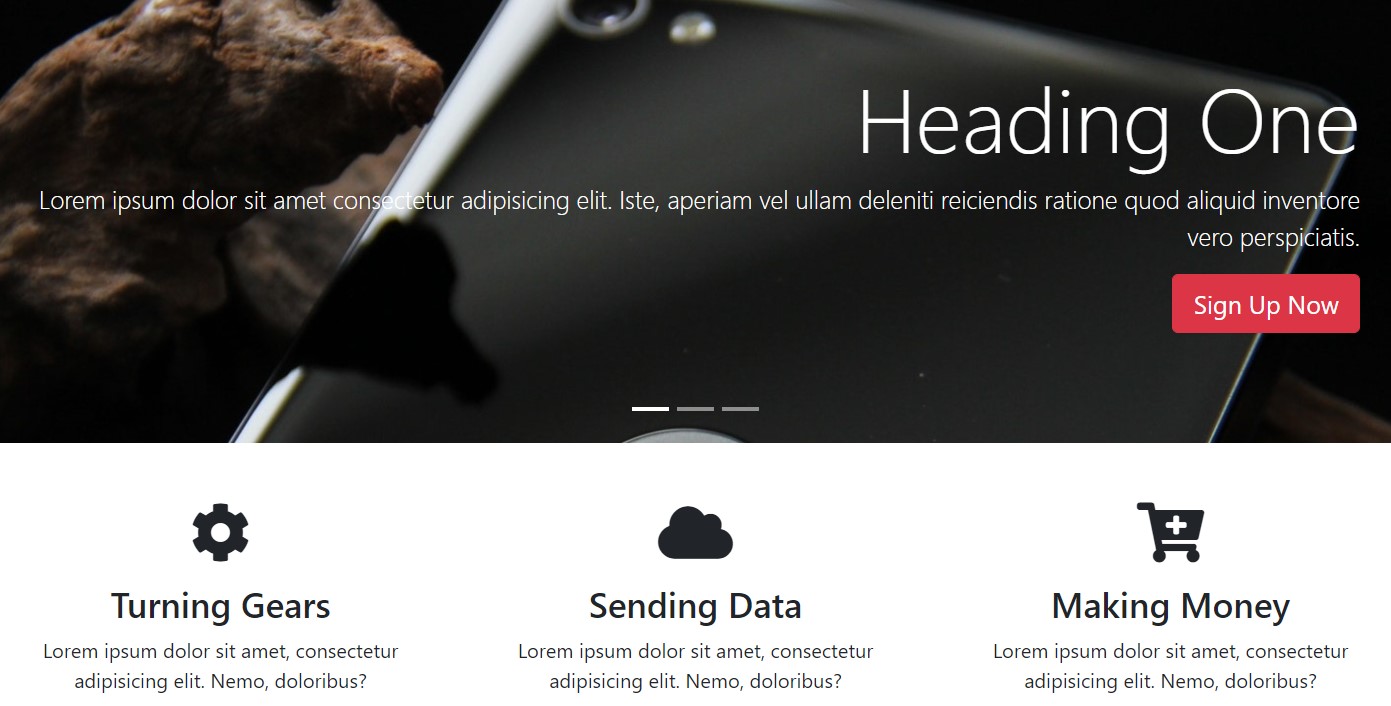 Heading One
Lorem ipsum dolor sit amet consectetur adipisicing elit. Iste, aperiam vel ullam deleniti reiciendis ratione quod aliquid inventore
vero perspiciatis.
Sign Up Now
Turning Gears
Lorem ipsum dolor sit amet, consectetur
adipisicing elit. Nemo, doloribus?
Sending Data
Lorem ipsum dolor sit amet, consectetur
adipisicing elit. Nemo, doloribus?
Making Money
Lorem ipsum dolor sit amet, consectetur
adipisicing elit. Nemo, doloribus?